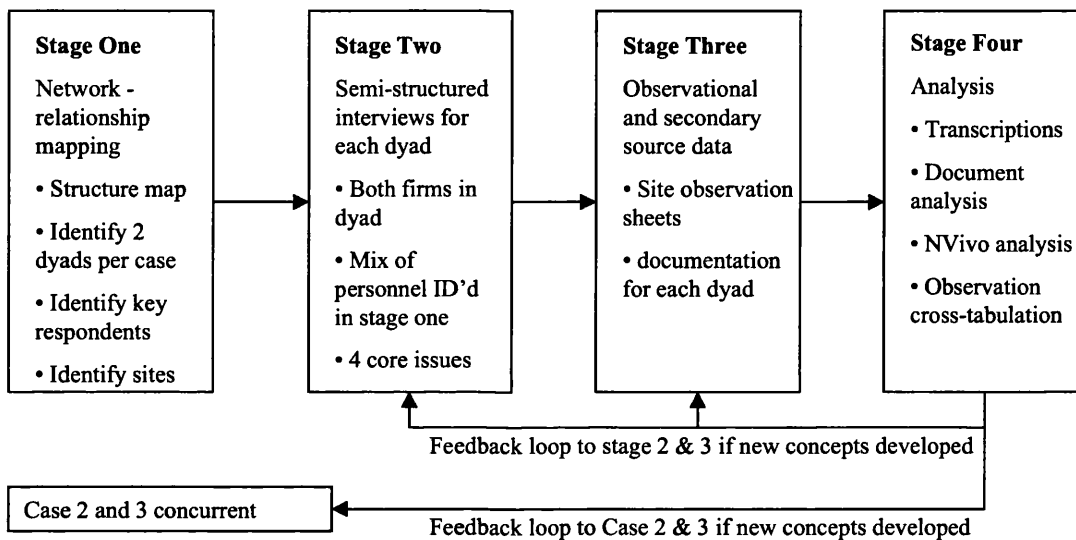 Stage One
Network -
relationship
mapping
• Structure map
• Identify 2
dyads per case
• Identify key
respondents
• Identify sites
Stage Two
Semi-structured
interviews for
each dyad
• Both firms in
dyad
• Mix of
personnel ID’d
in stage one
• 4 core issues
Stage Three
Observational
and secondary
source data
• Site observation
sheets
• documentation
for each dyad
Stage Four
Analysis
• Transcriptions
• Document
analysis
• NVivo analysis
• Observation
cross-tabulation
Feedback loop to stage 2 & 3 if new concepts developed
Case 2 and 3 concurrent
Feedback loop to Case 2 & 3 if new concepts developed